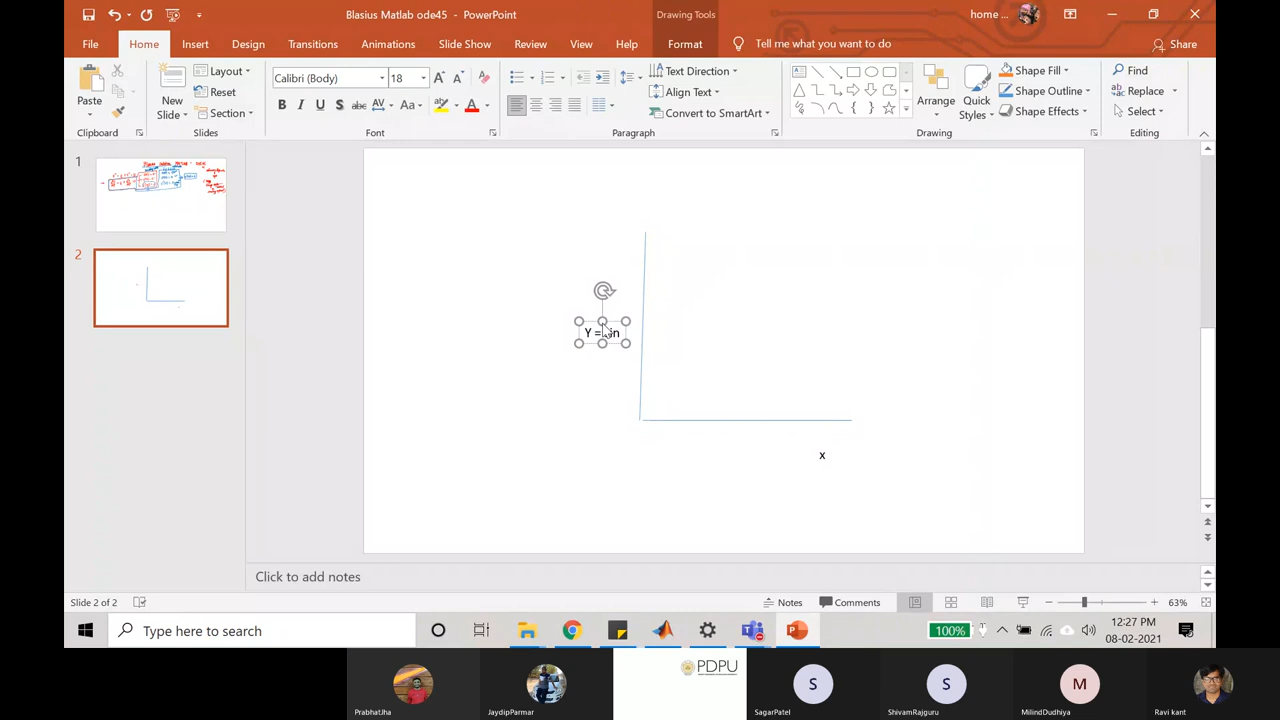 Blasius Matlab ode45 - PowerPoint
Drawing Tools
home ...
File
Home
Insert
Design
Transitions
Animations
Slide Show
Review
View
Help
Format
Tell me what you want to do
Share
Paste
Clipboard
New Slide
Layout
Reset
Section
Slides
Calibri (Body)
18
Font
Text Direction
Align Text
Convert to SmartArt
Paragraph
Arrange
Quick Styles
Shape Fill
Shape Outline
Shape Effects
Drawing
Find
Replace
Select
Editing
1
2
Y =
x
Click to add notes
Slide 2 of 2
Notes
Comments
63%
Type here to search
100%
12:27 PM
08-02-2021
PDPU
PrabhatJha
JaydipParmar
S
SagarPatel
S
ShivamRajguru
M
MilindDudhiya
Ravi kant